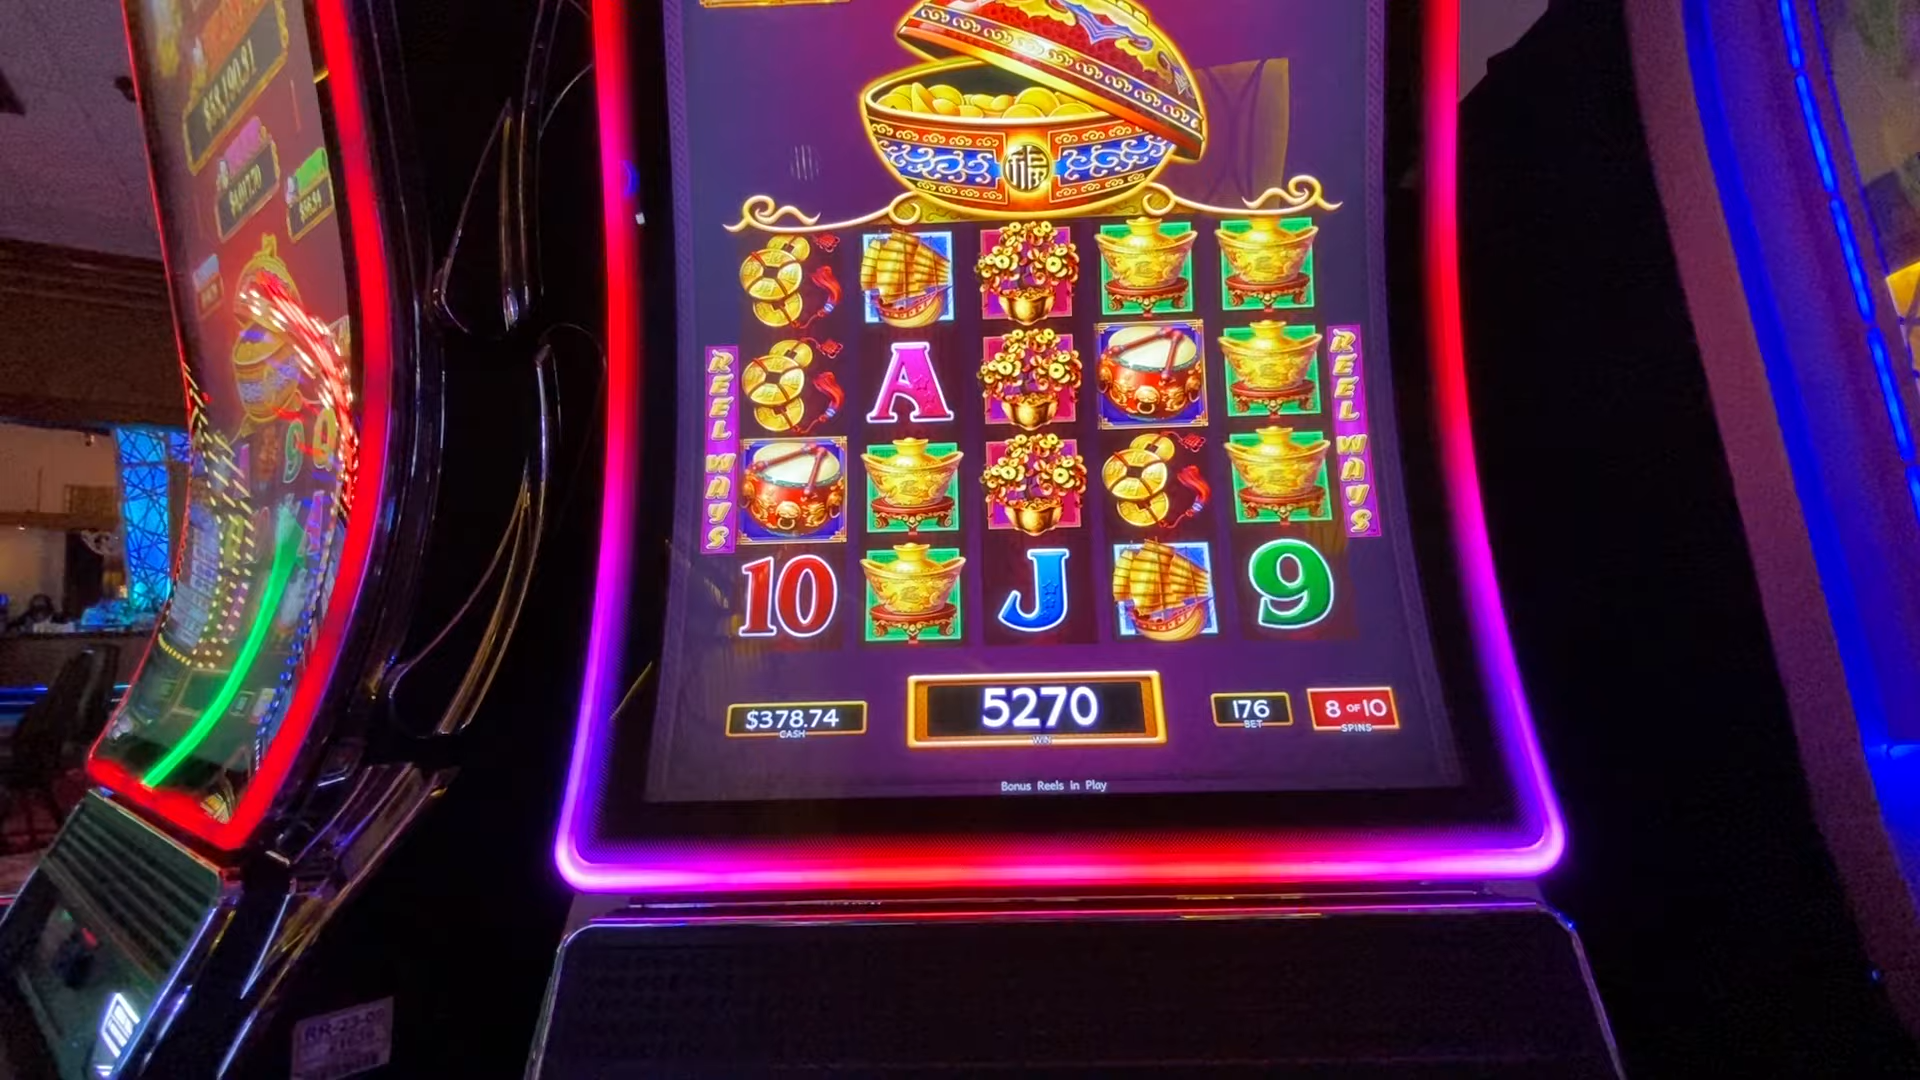 福
REEL WAYS
A
REEL WAYS
10
J
9
$378.74
CASH
5270
WIN
176
BET
8 OF 10
SPINS
Bonus Reels in Play